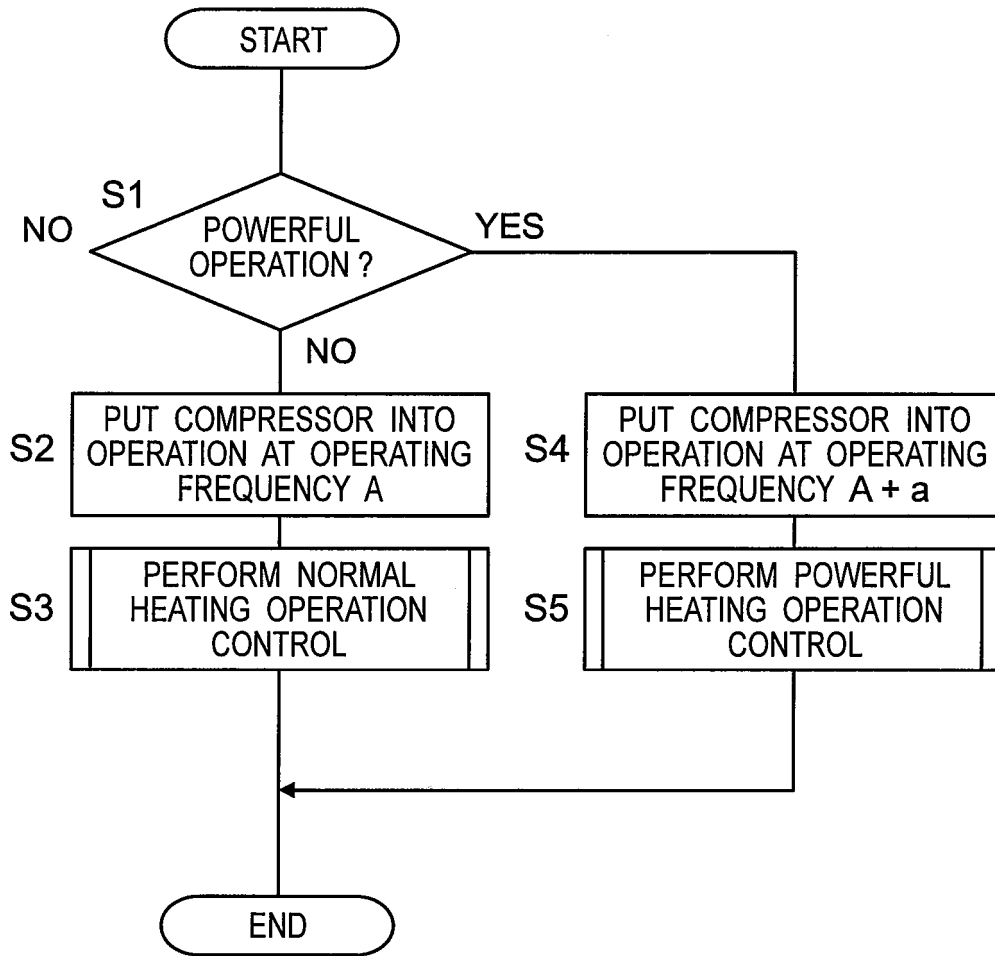 START
S1
NO
POWERFUL
OPERATION ?
YES
NO
S2
PUT COMPRESSOR INTO
OPERATION AT OPERATING
FREQUENCY A
S4
PUT COMPRESSOR INTO
OPERATION AT OPERATING
FREQUENCY A + a
S3
PERFORM NORMAL
HEATING OPERATION
CONTROL
S5
PERFORM POWERFUL
HEATING OPERATION
CONTROL
END